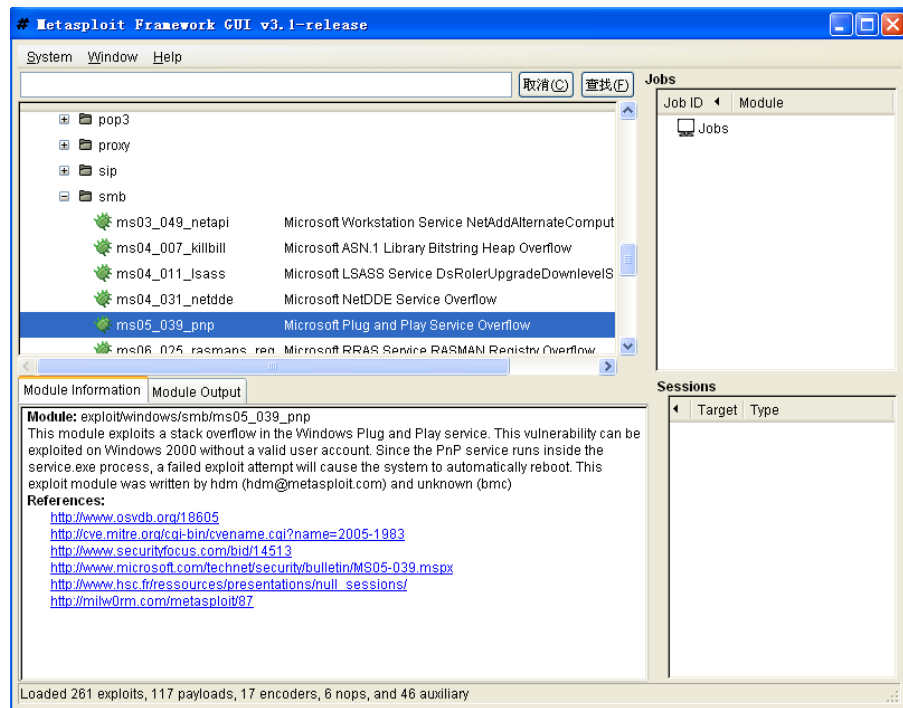 # Metasploit Framework GUI v3.1-release
System Window Help
取消(C) 查找(F)
pop3
proxy
sip
smb
ms03_049_netapi Microsoft Workstation Service NetAddAlternateComput
ms04_007_killbill Microsoft ASN.1 Library Bitstring Heap Overflow
ms04_011_lsass Microsoft LSASS Service DsRolerUpgradeDownlevelS
ms04_031_netdde Microsoft NetDDE Service Overflow
ms05_039_pnp Microsoft Plug and Play Service Overflow
ms06_025_rasmans_reg Microsoft RRAS Service RASMAN Registry Overflow
Jobs
Job ID Module
Jobs
Module Information Module Output
Module: exploit/windows/smb/ms05_039_pnp
This module exploits a stack overflow in the Windows Plug and Play service. This vulnerability can be
exploited on Windows 2000 without a valid user account. Since the PnP service runs inside the
service.exe process, a failed exploit attempt will cause the system to automatically reboot. This
exploit module was written by hdm (hdm@metasploit.com) and unknown (bmc)
References:
http://www.osvdb.org/18605
http://cve.mitre.org/cgi-bin/cvename.cgi?name=2005-1983
http://www.securityfocus.com/bid/14513
http://www.microsoft.com/technet/security/bulletin/MS05-039.mspx
http://www.hsc.fr/ressources/presentations/null_sessions/
http://milw0rm.com/metasploit/87
Sessions
Target Type
Loaded 261 exploits, 117 payloads, 17 encoders, 6 nops, and 46 auxiliary